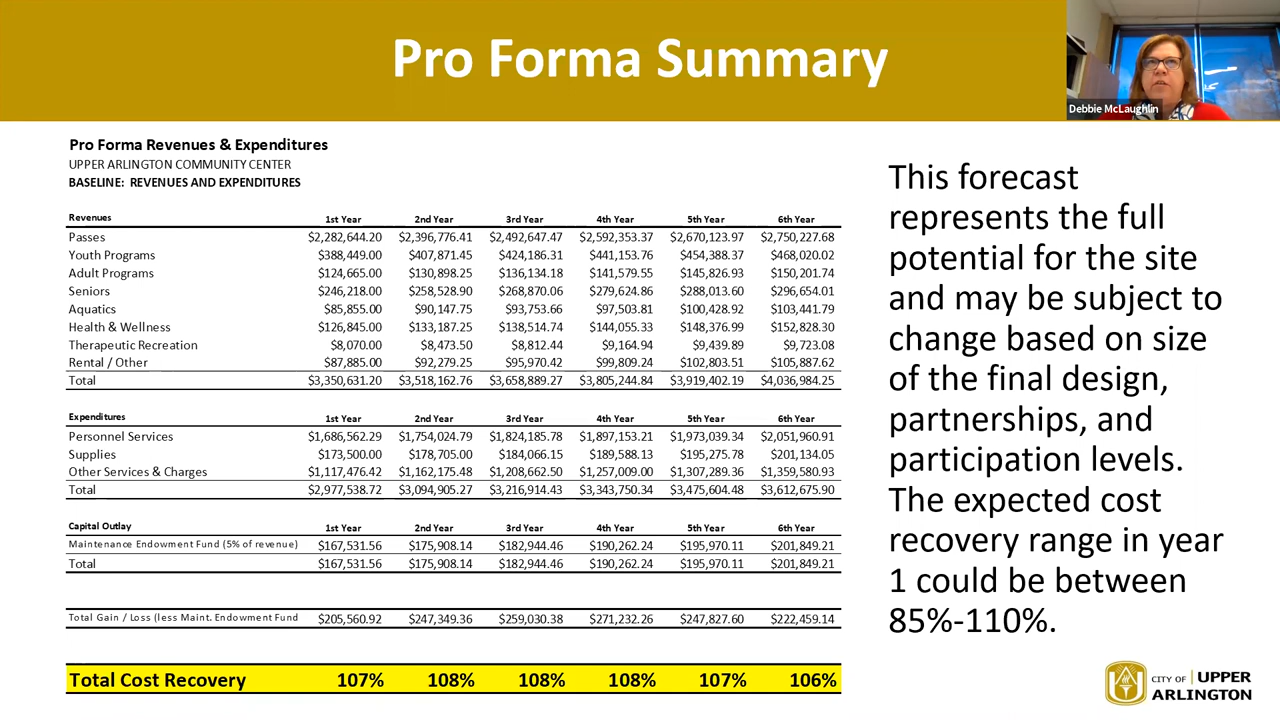 Pro Forma Summary
Debbie McLaughlin
Pro Forma Revenues & Expenditures
UPPER ARLINGTON COMMUNITY CENTER
BASELINE: REVENUES AND EXPENDITURES
Revenues 1st Year 2nd Year 3rd Year 4th Year 5th Year 6th Year
Passes $2,282,644.20 $2,396,776.41 $2,492,647.47 $2,592,353.37 $2,670,123.97 $2,750,227.68
Youth Programs $388,449.00 $407,871.45 $424,186.31 $441,153.76 $454,388.37 $468,020.02
Adult Programs $124,665.00 $130,898.25 $136,134.18 $141,579.55 $145,826.93 $150,201.74
Seniors $246,218.00 $258,528.90 $268,870.06 $279,624.86 $288,013.60 $296,654.01
Aquatics $85,855.00 $90,147.75 $93,753.66 $97,503.81 $100,428.92 $103,441.79
Health & Wellness $126,845.00 $133,187.25 $138,514.74 $144,055.33 $148,376.99 $152,828.30
Therapeutic Recreation $8,070.00 $8,473.50 $8,812.44 $9,164.94 $9,439.89 $9,723.08
Rental / Other $87,885.00 $92,279.25 $95,970.42 $99,809.24 $102,803.51 $105,887.62
Total $3,350,631.20 $3,518,162.76 $3,658,889.27 $3,805,244.84 $3,919,402.19 $4,036,984.25
Expenditures 1st Year 2nd Year 3rd Year 4th Year 5th Year 6th Year
Personnel Services $1,686,562.29 $1,754,024.79 $1,824,185.78 $1,897,153.21 $1,973,039.34 $2,051,960.91
Supplies $173,500.00 $178,705.00 $184,066.15 $189,588.13 $195,275.78 $201,134.05
Other Services & Charges $1,117,476.42 $1,162,175.48 $1,208,662.50 $1,257,009.00 $1,307,289.36 $1,359,580.93
Total $2,977,538.72 $3,094,905.27 $3,216,914.43 $3,343,750.34 $3,475,604.48 $3,612,675.90
Capital Outlay 1st Year 2nd Year 3rd Year 4th Year 5th Year 6th Year
Maintenance Endowment Fund (5% of revenue) $167,531.56 $175,908.14 $182,944.46 $190,262.24 $195,970.11 $201,849.21
Total $167,531.56 $175,908.14 $182,944.46 $190,262.24 $195,970.11 $201,849.21
Total Gain / Loss (less Maint. Endowment Fund $205,560.92 $247,349.36 $259,030.38 $271,232.26 $247,827.60 $222,459.14
Total Cost Recovery 107% 108% 108% 108% 107% 106%
This forecast
represents the full
potential for the site
and may be subject to
change based on size
of the final design,
partnerships, and
participation levels.
The expected cost
recovery range in year
1 could be between
85%-110%.
CITY OF UPPER
ARLINGTON